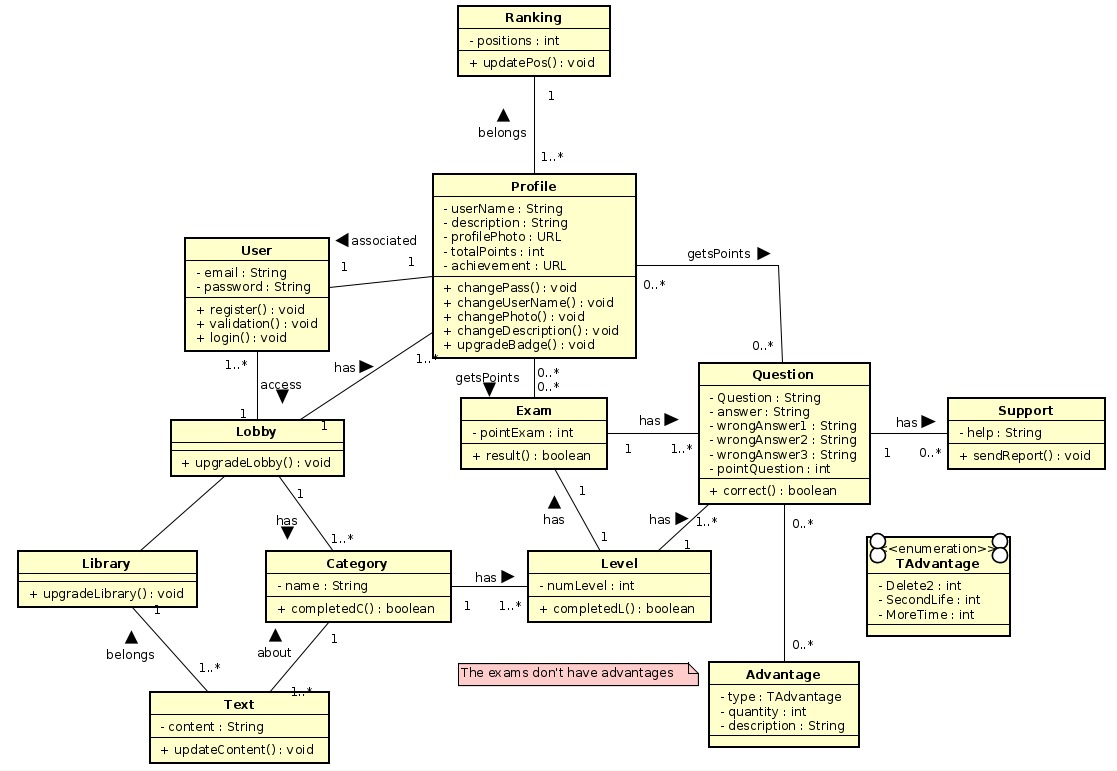 Ranking
- positions : int
+ updatePos() : void
1
belongs
1..*
Profile
- userName : String
- description : String
- profilePhoto : URL
- totalPoints : int
- achievement : URL
+ changePass() : void
+ changeUserName() : void
+ changePhoto() : void
+ changeDescription() : void
+ upgradeBadge() : void
associated
1
1
User
- email : String
- password : String
+ register() : void
+ validation() : void
+ login() : void
getsPoints
0..*
0..*
1..*
access
1
has
1..*
1
getsPoints
0..*
0..*
Lobby
+ upgradeLobby() : void
Exam
- pointExam : int
+ result() : boolean
has
1
1..*
Question
- Question : String
- answer : String
- wrongAnswer1 : String
- wrongAnswer2 : String
- wrongAnswer3 : String
- pointQuestion : int
+ correct() : boolean
has
1
0..*
Support
- help : String
+ sendReport() : void
1
has
1..*
1
has
1
has
1..*
1
0..*
0..*
<<enumeration>>
TAdvantage
- Delete2 : int
- SecondLife : int
- MoreTime : int
Library
+ upgradeLibrary() : void
Category
- name : String
+ completedC() : boolean
has
1
1..*
Level
- numLevel : int
+ completedL() : boolean
1
belongs
1..*
1
about
1..*
The exams don't have advantages
Advantage
- type : TAdvantage
- quantity : int
- description : String
Text
- content : String
+ updateContent() : void